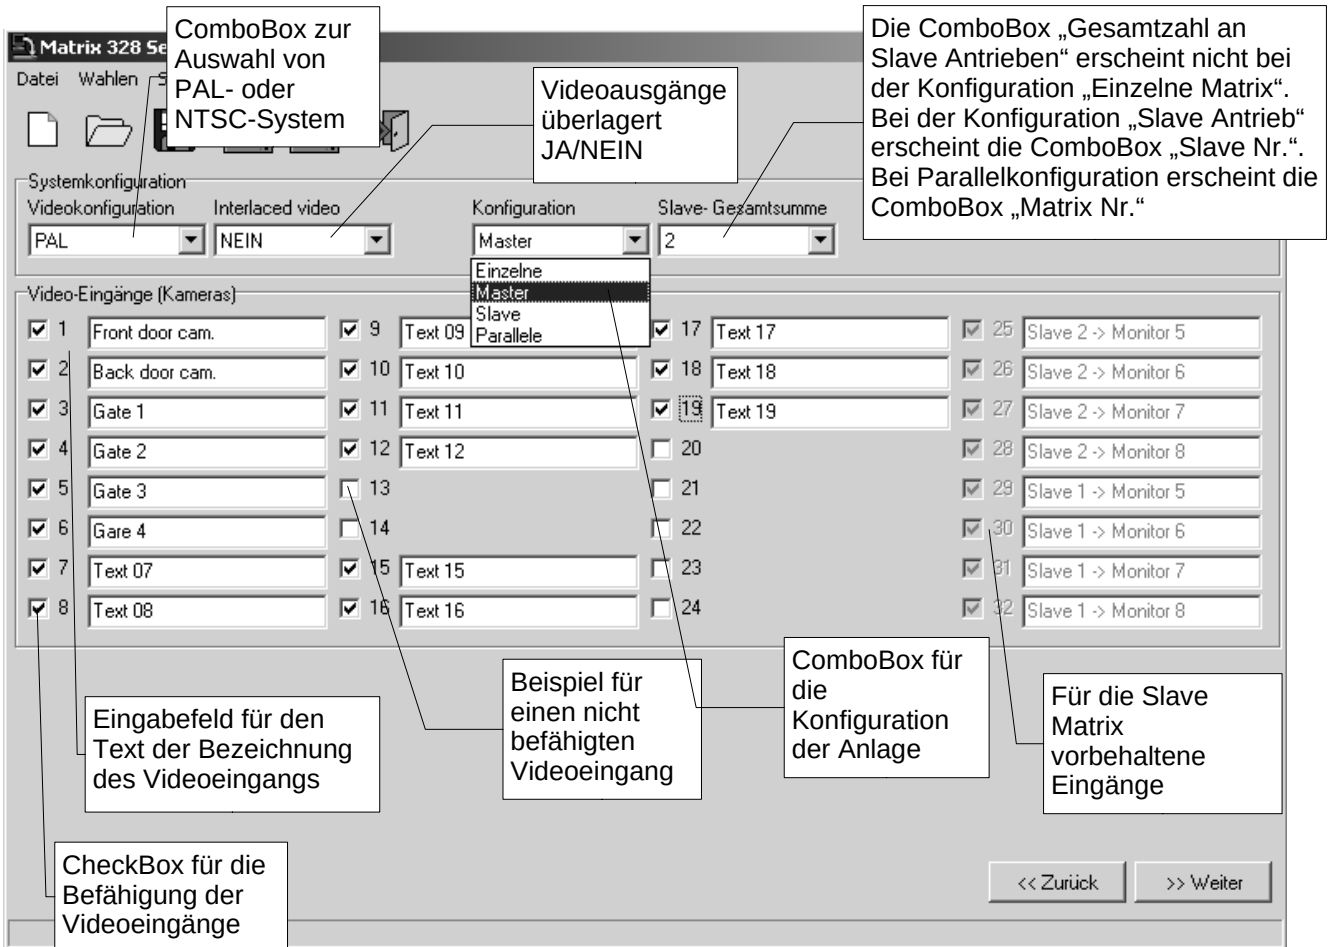 ComboBox zur
Auswahl von
PAL- oder
NTSC-System
Die ComboBox „Gesamtzahl an
Slave Antrieben“ erscheint nicht bei
der Konfiguration „Einzelne Matrix“.
Bei der Konfiguration „Slave Antrieb“
erscheint die ComboBox „Slave Nr.“.
Bei Parallelkonfiguration erscheint die
ComboBox „Matrix Nr.“
Matrix 328 Se
Datei Wahlen S
Videoausgänge
überlagert
JA/NEIN
Systemkonfiguration
Videokonfiguration Interlaced video Konfiguration Slave- Gesamtsumme
PAL NEIN Master 2
Einzelne
Master
Slave
Parallele
Video-Eingänge (Kameras)
1 Front door cam. 9 Text 09 17 Text 17 25 Slave 2 -> Monitor 5
2 Back door cam. 10 Text 10 18 Text 18 26 Slave 2 -> Monitor 6
3 Gate 1 11 Text 11 19 Text 19 27 Slave 2 -> Monitor 7
4 Gate 2 12 Text 12 20 28 Slave 2 -> Monitor 8
5 Gate 3 13 21 29 Slave 1 -> Monitor 5
6 Gare 4 14 22 30 Slave 1 -> Monitor 6
7 Text 07 15 Text 15 23 31 Slave 1 -> Monitor 7
8 Text 08 16 Text 16 24 32 Slave 1 -> Monitor 8
Eingabefeld für den
Text der Bezeichnung
des Videoeingangs
Beispiel für
einen nicht
befähigten
Videoeingang
ComboBox für
die
Konfiguration
der Anlage
Für die Slave
Matrix
vorbehaltene
Eingänge
CheckBox für die
Befähigung der
Videoeingänge
<< Zurück >> Weiter